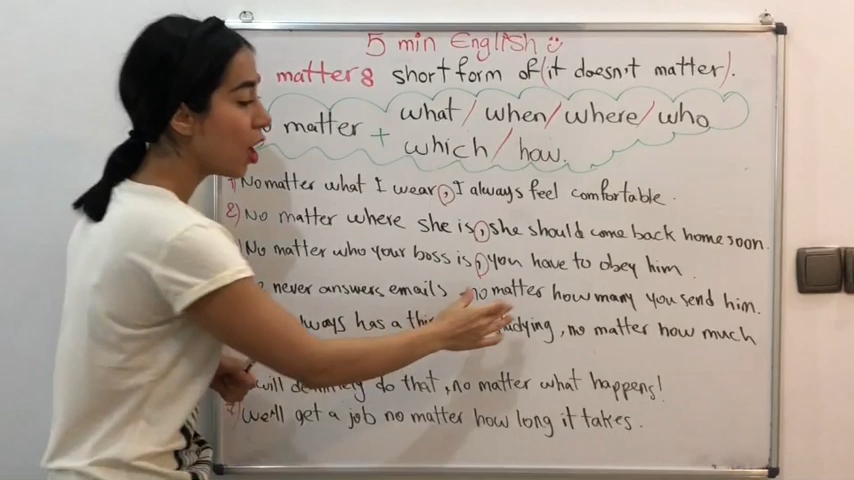 5 min English
matter : short form of (it doesn't matter).
matter + what / when / where / who
which / how.
1) No matter what I wear, I always feel comfortable.
2) No matter where she is, she should come back home soon.
No matter who your boss is, you have to obey him.
never answers emails no matter how many you send him.
always has a studying, no matter how much
will definitely do that, no matter what happens!
7) We'll get a job no matter how long it takes.